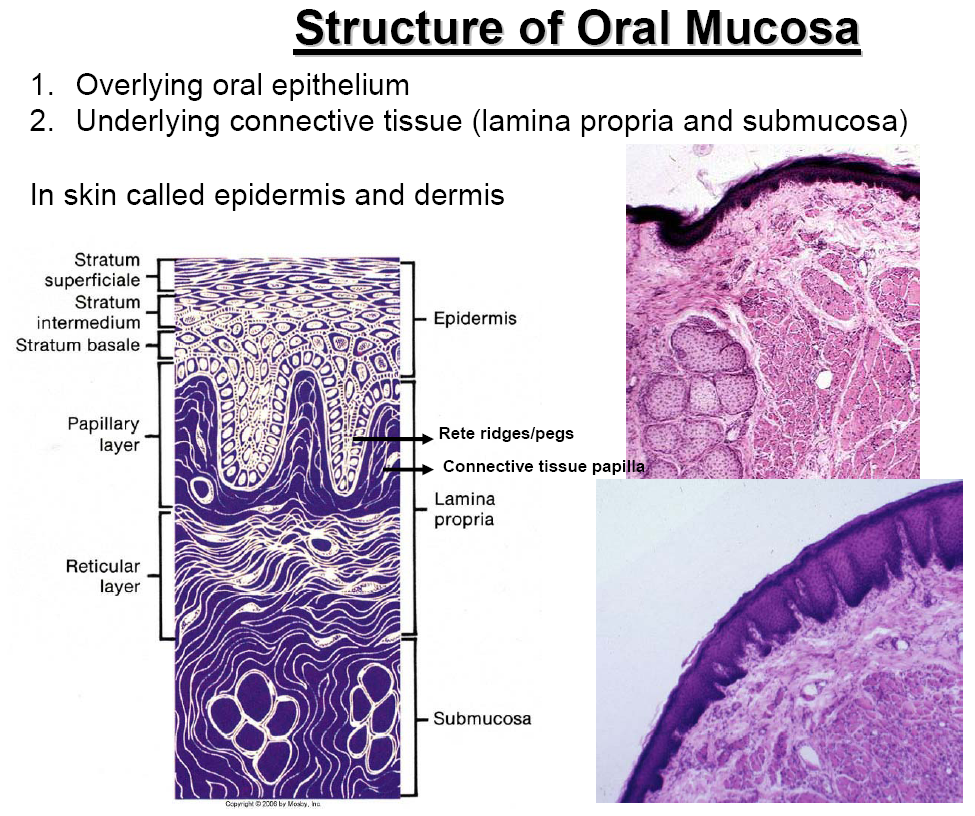 Structure of Oral Mucosa
1. Overlying oral epithelium
2. Underlying connective tissue (lamina propria and submucosa)
In skin called epidermis and dermis
Stratum
superficiale
Stratum
intermedium
Stratum basale
Papillary
layer
Reticular
layer
Epidermis
Rete ridges/pegs
Connective tissue papilla
Lamina
propria
Submucosa
Copyright © 2006 by Mosby, Inc.